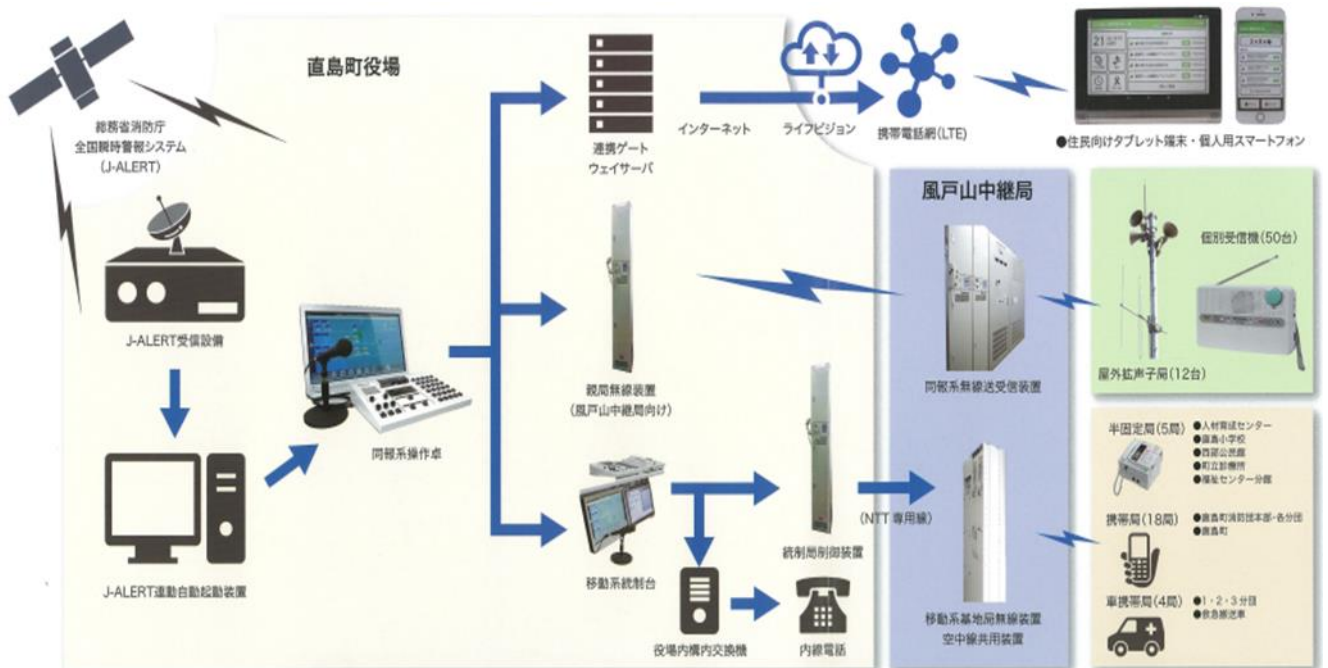 直島町役場
総務省消防庁
全国瞬時警報システム
(J-ALERT)
J-ALERT受信設備
J-ALERT連動自動起動装置
同報系操作卓
連携ゲート
ウェイサーバ
インターネット
ライフビジョン
携帯電話網(LTE)
●住民向けタブレット端末・個人用スマートフォン
21
親局無線装置
(風戸山中継局向け)
移動系統制台
統制局制御装置
(NTT専用線)
役場内構内交換機
内線電話
風戸山中継局
同報系無線送受信装置
移動系基地局無線装置
空中線共用装置
個別受信機(50台)
屋外拡声子局(12台)
半固定局(5局)
●人材育成センター
●直島小学校
●西部公民館
●町立診療所
●福祉センター分館
携帯局(18局)
●直島町消防団本部・各分団
●直島町
車携帯局(4局)
●1・2・3分団
●救急搬送車